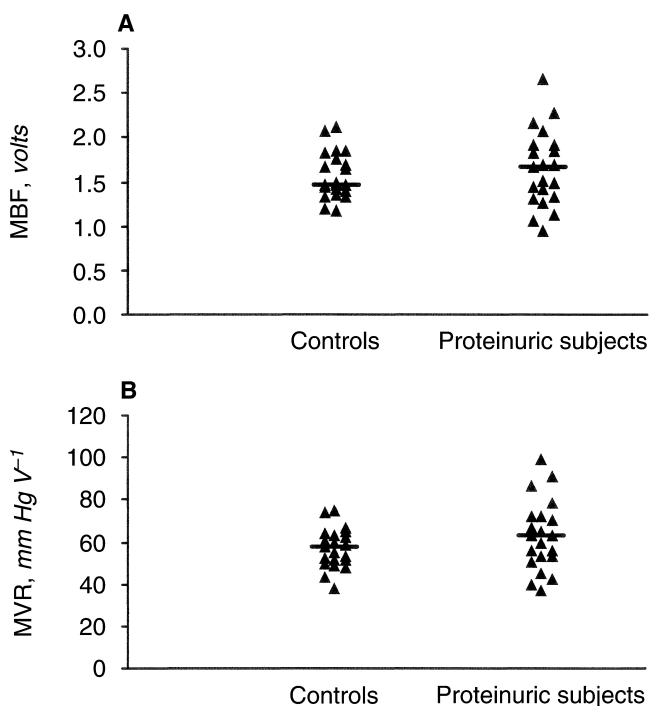 A
3.0
2.5
2.0
1.5
1.0
0.5
0.0
MBF, volts
Controls Proteinuric subjects
B
120
100
80
60
40
20
0
MVR, mm Hg V⁻¹
Controls Proteinuric subjects